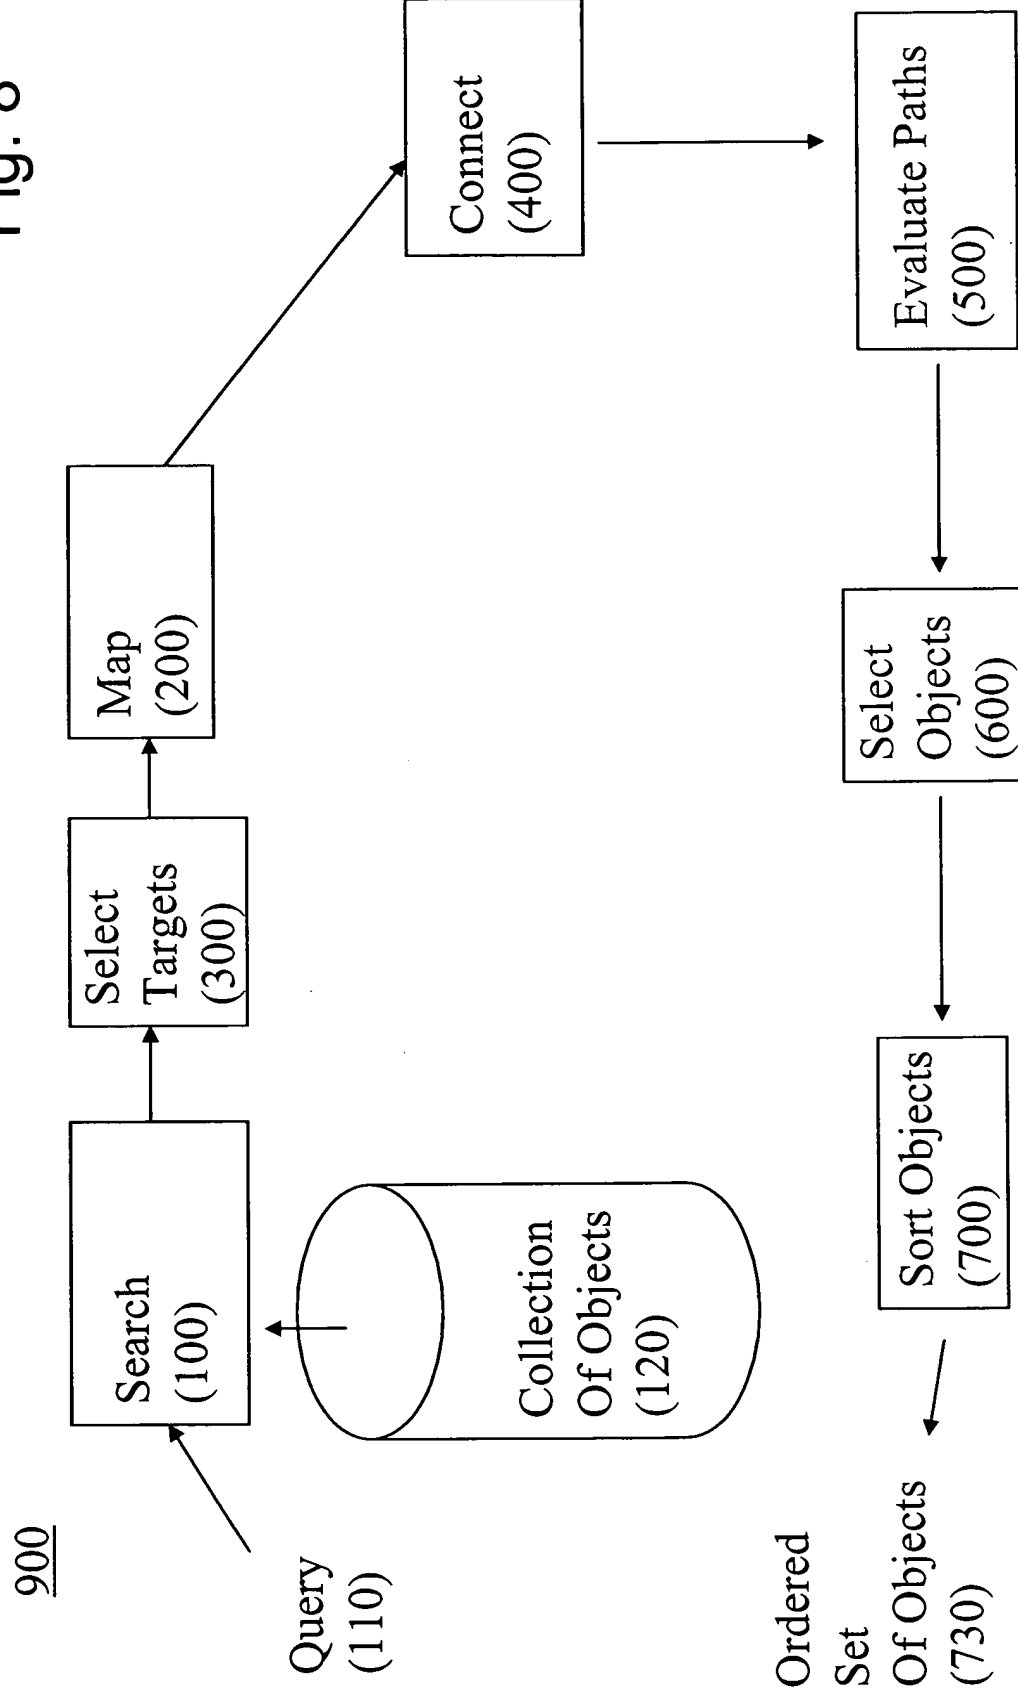 Fig. 8
900
Query
(110)
Search
(100)
Select
Targets
(300)
Map
(200)
Connect
(400)
Collection
Of Objects
(120)
Evaluate Paths
(500)
Select
Objects
(600)
Sort Objects
(700)
Ordered
Set
Of Objects
(730)